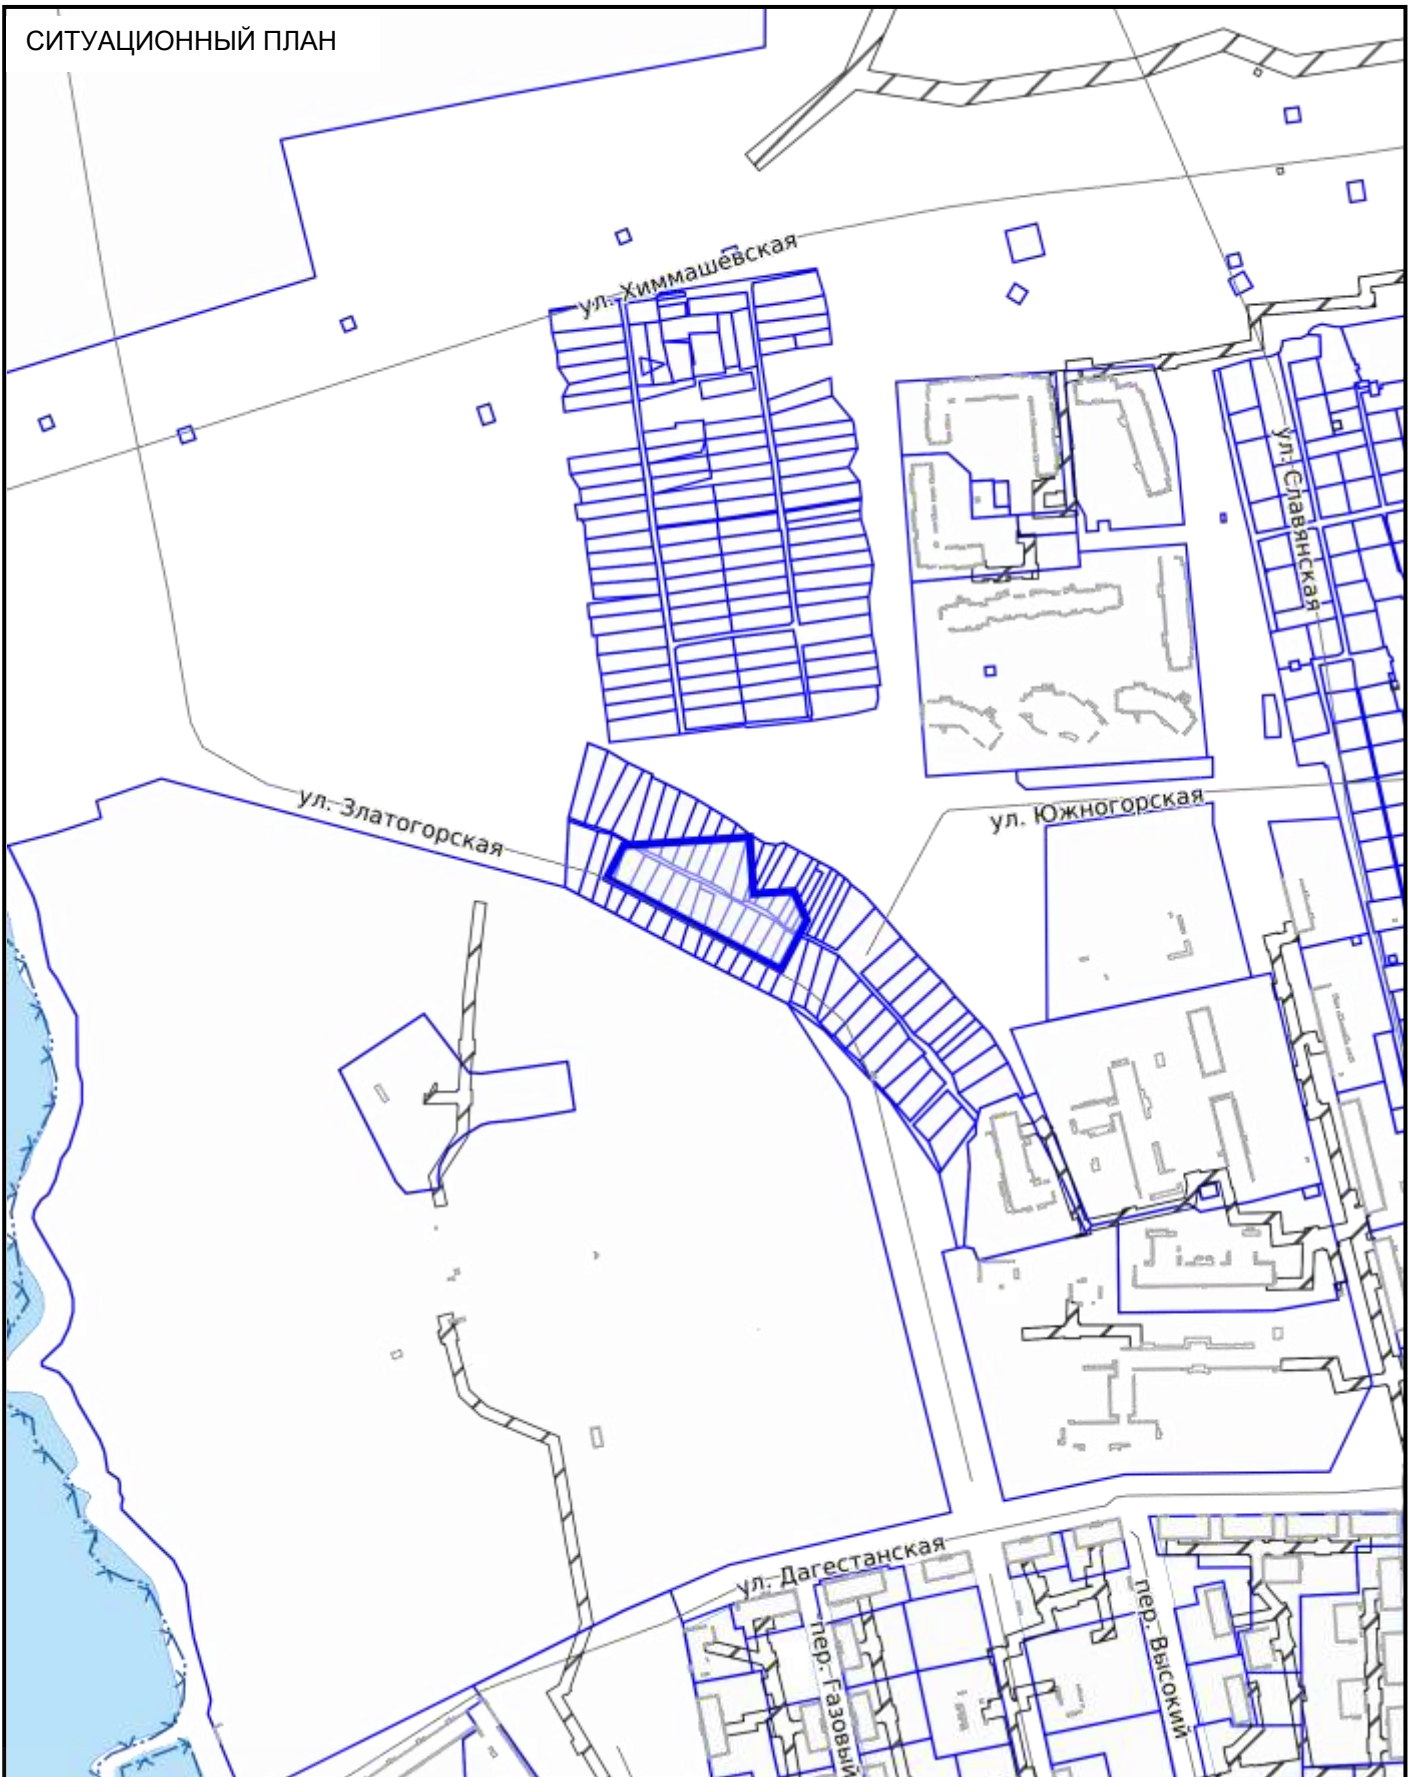 СИТУАЦИОННЫЙ ПЛАН
ул. Химмашевская
ул. Славянская
ул. Златогорская
ул. Южногорская
ул. Дагестанская
пер. Газовый
пер. Высокий